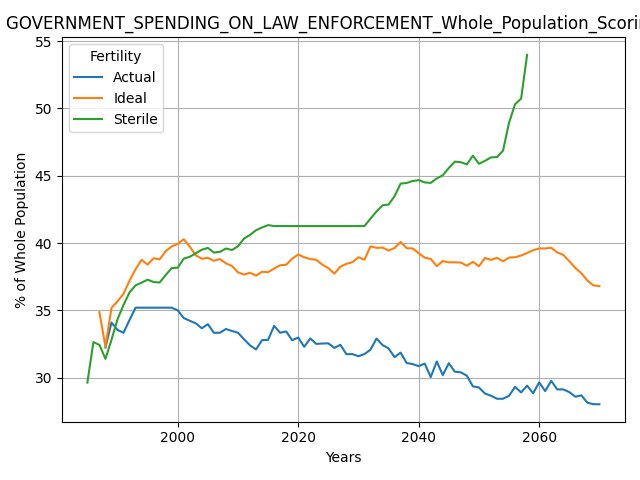 GOVERNMENT_SPENDING_ON_LAW_ENFORCEMENT_Whole_Population_Scori
Fertility
Actual
Ideal
Sterile
55
50
45
40
35
30
% of Whole Population
2000
2020
2040
2060
Years